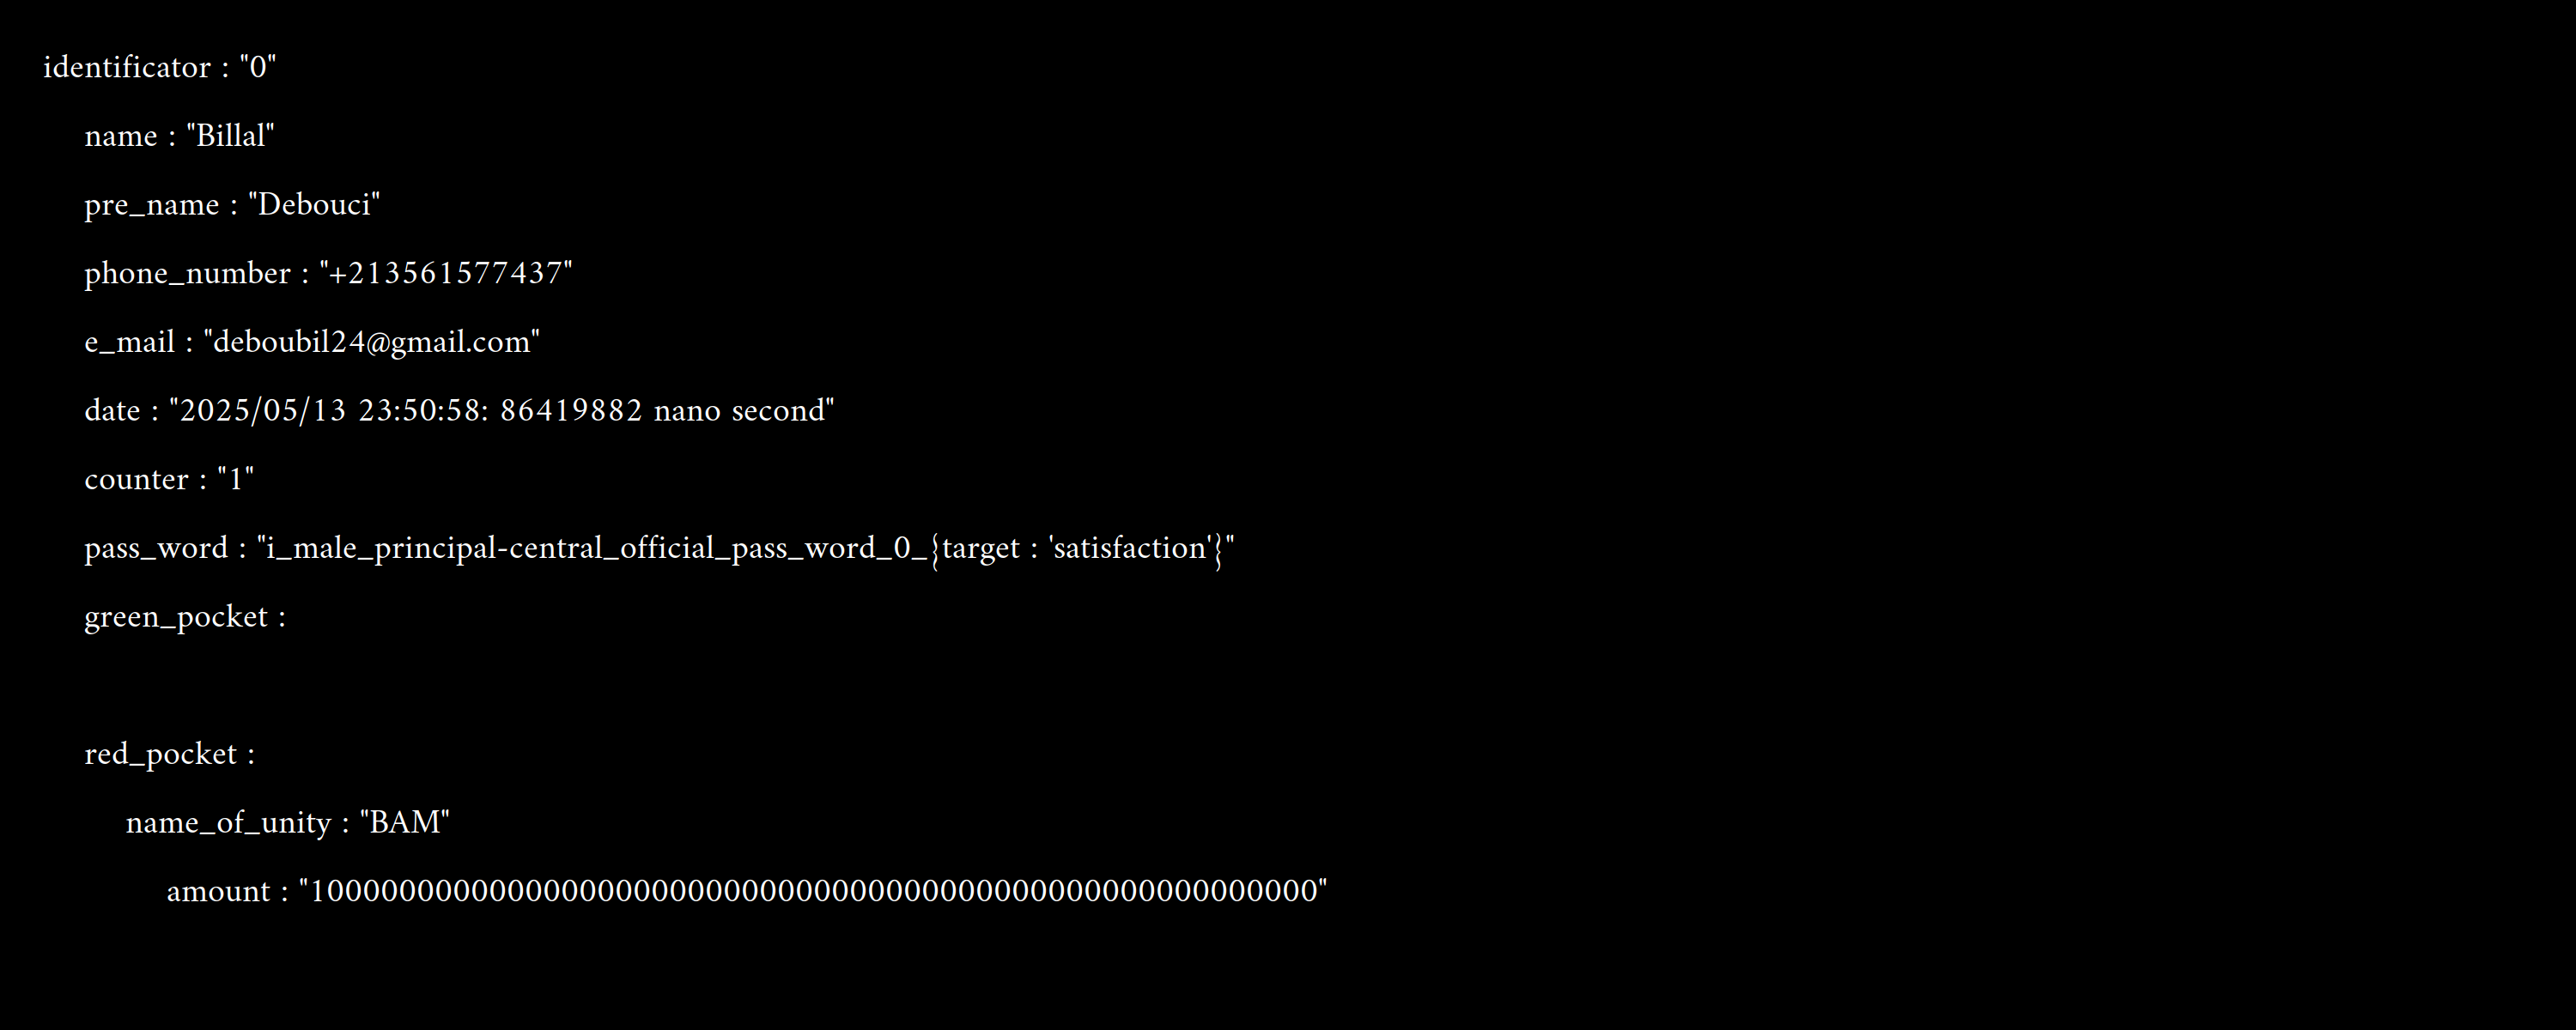 identificator : "0"
name : "Billal"
pre_name : "Debouci"
phone_number : "+213561577437"
e_mail : "deboubil24@gmail.com"
date : "2025/05/13 23:50:58: 86419882 nano second"
counter : "1"
pass_word : "i_male_principal-central_official_pass_word_0_{target : 'satisfaction'}"
green_pocket :
red_pocket :
name_of_unity : "BAM"
amount : "10000000000000000000000000000000000000000000000000000000"